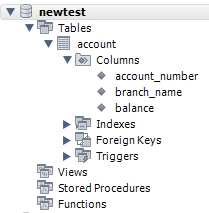 newtest
Tables
account
Columns
account_number
branch_name
balance
Indexes
Foreign Keys
Triggers
Views
Stored Procedures
Functions